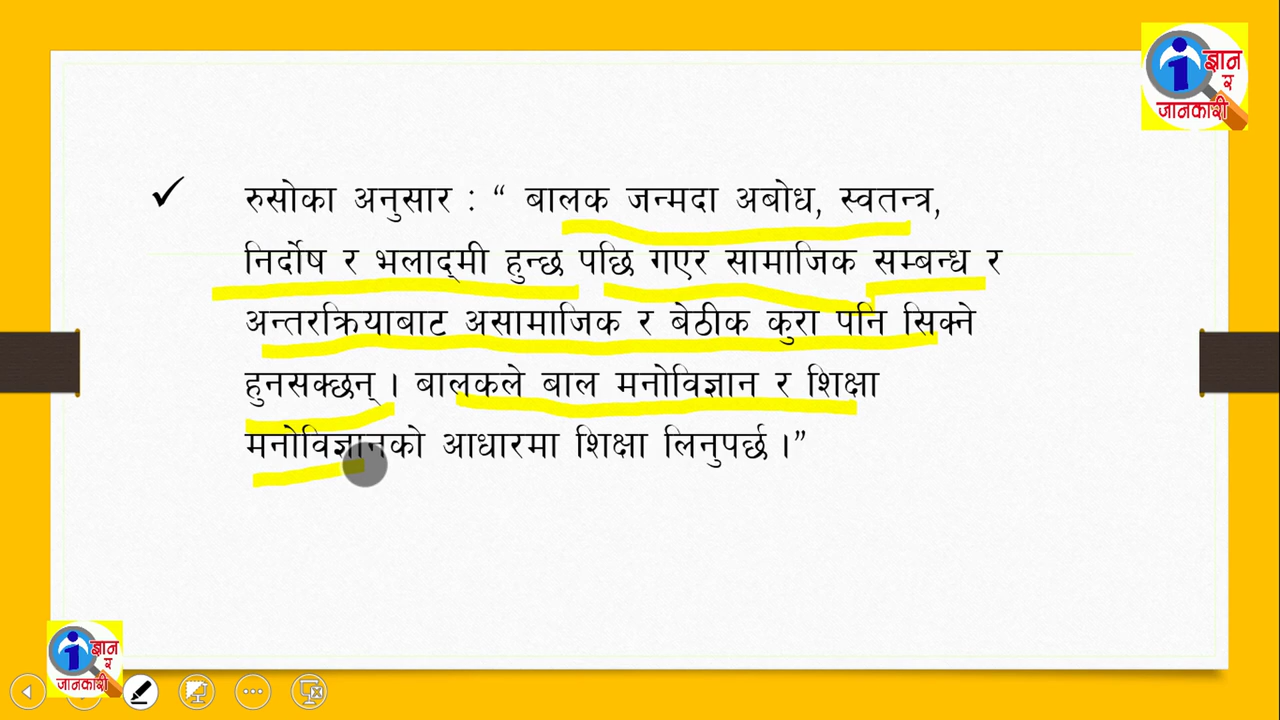 ज्ञान
र
जानकारी
✓ रुसोका अनुसार : “ बालक जन्मदा अबोध, स्वतन्त्र,
निर्दोष र भलाद्‌मी हुन्छ पछि गएर सामाजिक सम्बन्ध र
अन्तरक्रियाबाट असामाजिक र बेठीक कुरा पनि सिक्ने
हुनसक्छन् । बालकले बाल मनोविज्ञान र शिक्षा
मनोविज्ञानको आधारमा शिक्षा लिनुपर्छ ।”
ज्ञान
र
जानकारी